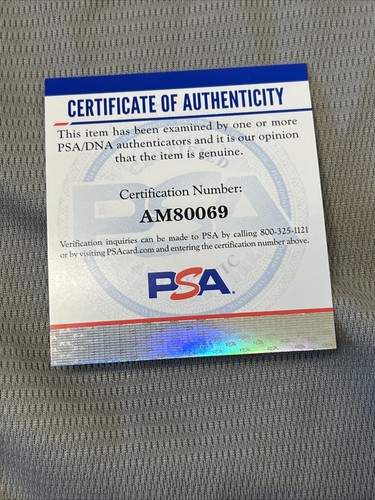 CERTIFICATE OF AUTHENTICITY
This item has been examined by one or more
PSA/DNA authenticators and it is our opinion
that the item is genuine.
Certification Number:
AM80069
Verification inquiries can be made to PSA by calling 800-325-1121
or by visiting PSAcard.com and entering the certification number above.
PSA